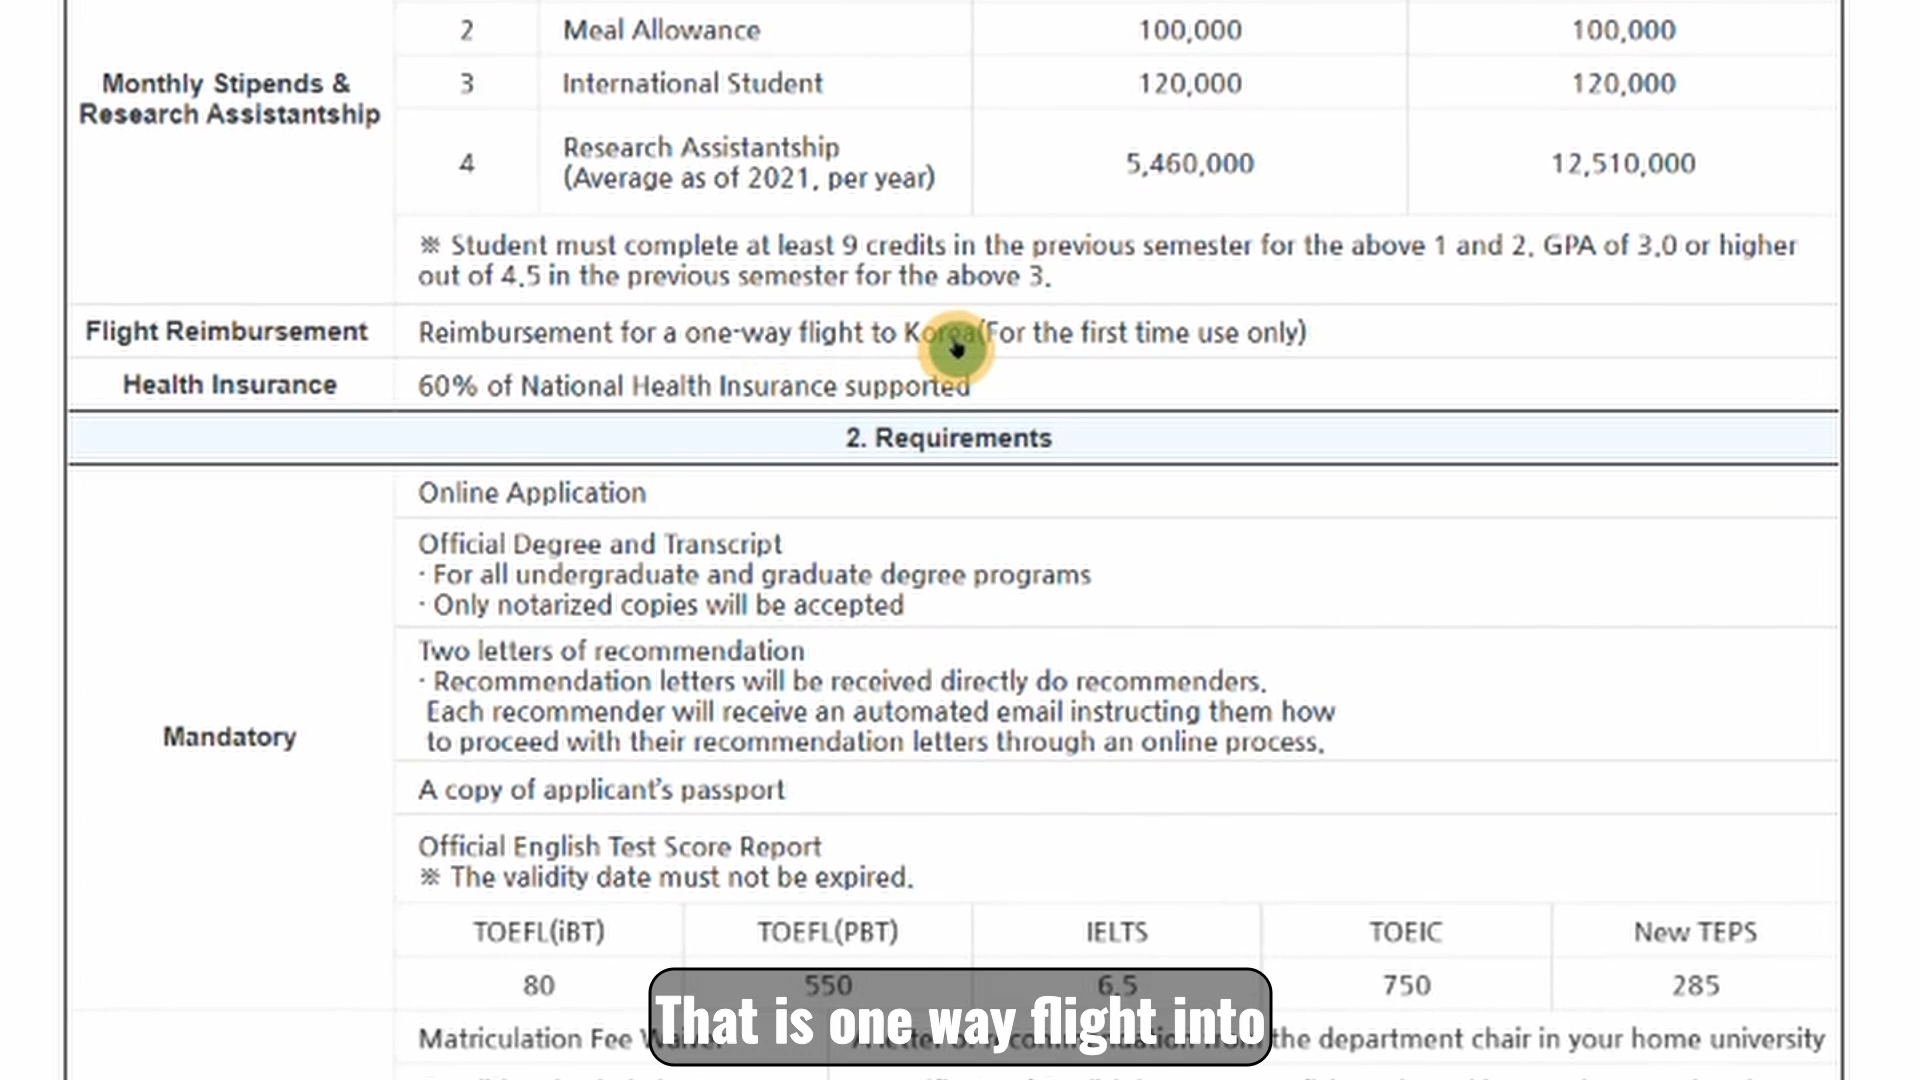 2 Meal Allowance 100,000 100,000
Monthly Stipends &
Research Assistantship
3 International Student 120,000 120,000
4 Research Assistantship
(Average as of 2021, per year) 5,460,000 12,510,000
※ Student must complete at least 9 credits in the previous semester for the above 1 and 2, GPA of 3.0 or higher
out of 4.5 in the previous semester for the above 3.
Flight Reimbursement Reimbursement for a one-way flight to Korea(For the first time use only)
Health Insurance 60% of National Health Insurance supported
2. Requirements
Mandatory
Online Application
Official Degree and Transcript
· For all undergraduate and graduate degree programs
· Only notarized copies will be accepted
Two letters of recommendation
· Recommendation letters will be received directly do recommenders.
Each recommender will receive an automated email instructing them how
to proceed with their recommendation letters through an online process.
A copy of applicant's passport
Official English Test Score Report
※ The validity date must not be expired.
TOEFL(iBT) TOEFL(PBT) IELTS TOEIC New TEPS
80 550 6.5 750 285
Matriculation Fee the department chair in your home university
That is one way flight into